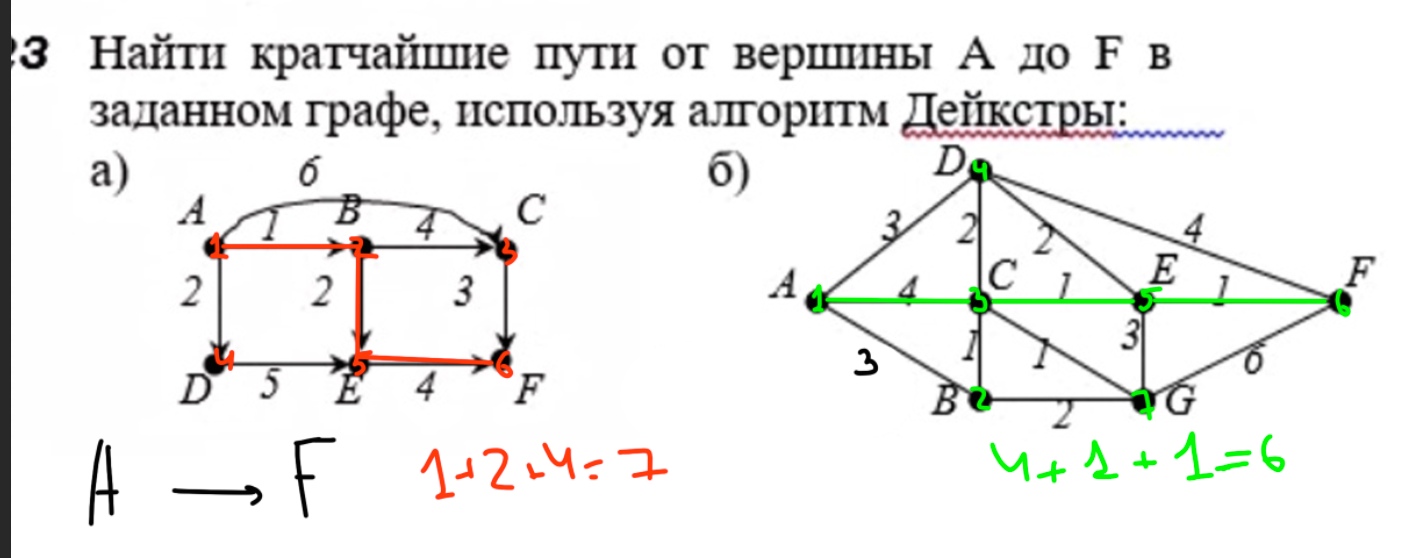 3 Найти кратчайшие пути от вершины A до F в
заданном графе, используя алгоритм Дейкстры:
а) 6
A 1 B 4 C
2 2 3
1 2 3
4 5 6
D 5 E 4 F
б)
D 4
3 2 2 4
A 1 4 C 3 1 E 5 1 F 6
3 1 1 3 6
B 2 2 7 G
A → F 1+2+4=7
4+1+1=6